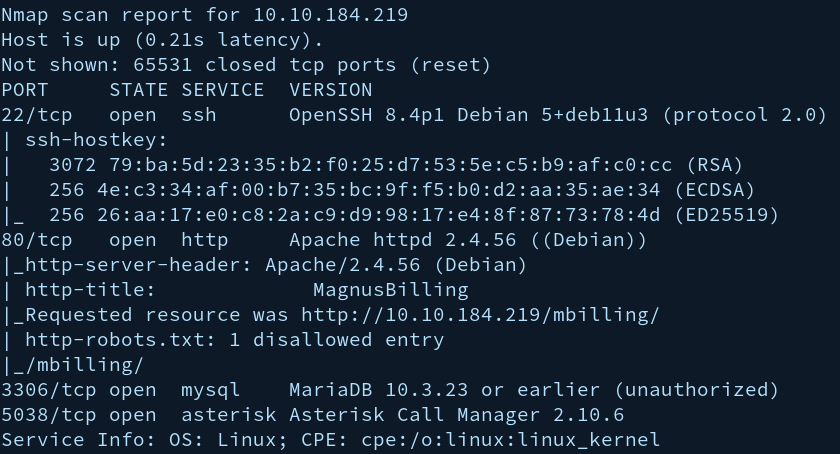 Nmap scan report for 10.10.184.219
Host is up (0.21s latency).
Not shown: 65531 closed tcp ports (reset)
PORT     STATE SERVICE  VERSION
22/tcp   open  ssh      OpenSSH 8.4p1 Debian 5+deb11u3 (protocol 2.0)
| ssh-hostkey:
|   3072 79:ba:5d:23:35:b2:f0:25:d7:53:5e:c5:b9:af:c0:cc (RSA)
|   256 4e:c3:34:af:00:b7:35:bc:9f:f5:b0:d2:aa:35:ae:34 (ECDSA)
|_  256 26:aa:17:e0:c8:2a:c9:d9:98:17:e4:8f:87:73:78:4d (ED25519)
80/tcp   open  http     Apache httpd 2.4.56 ((Debian))
|_http-server-header: Apache/2.4.56 (Debian)
| http-title:             MagnusBilling
|_Requested resource was http://10.10.184.219/mbilling/
| http-robots.txt: 1 disallowed entry
|_/mbilling/
3306/tcp open  mysql    MariaDB 10.3.23 or earlier (unauthorized)
5038/tcp open  asterisk Asterisk Call Manager 2.10.6
Service Info: OS: Linux; CPE: cpe:/o:linux:linux_kernel